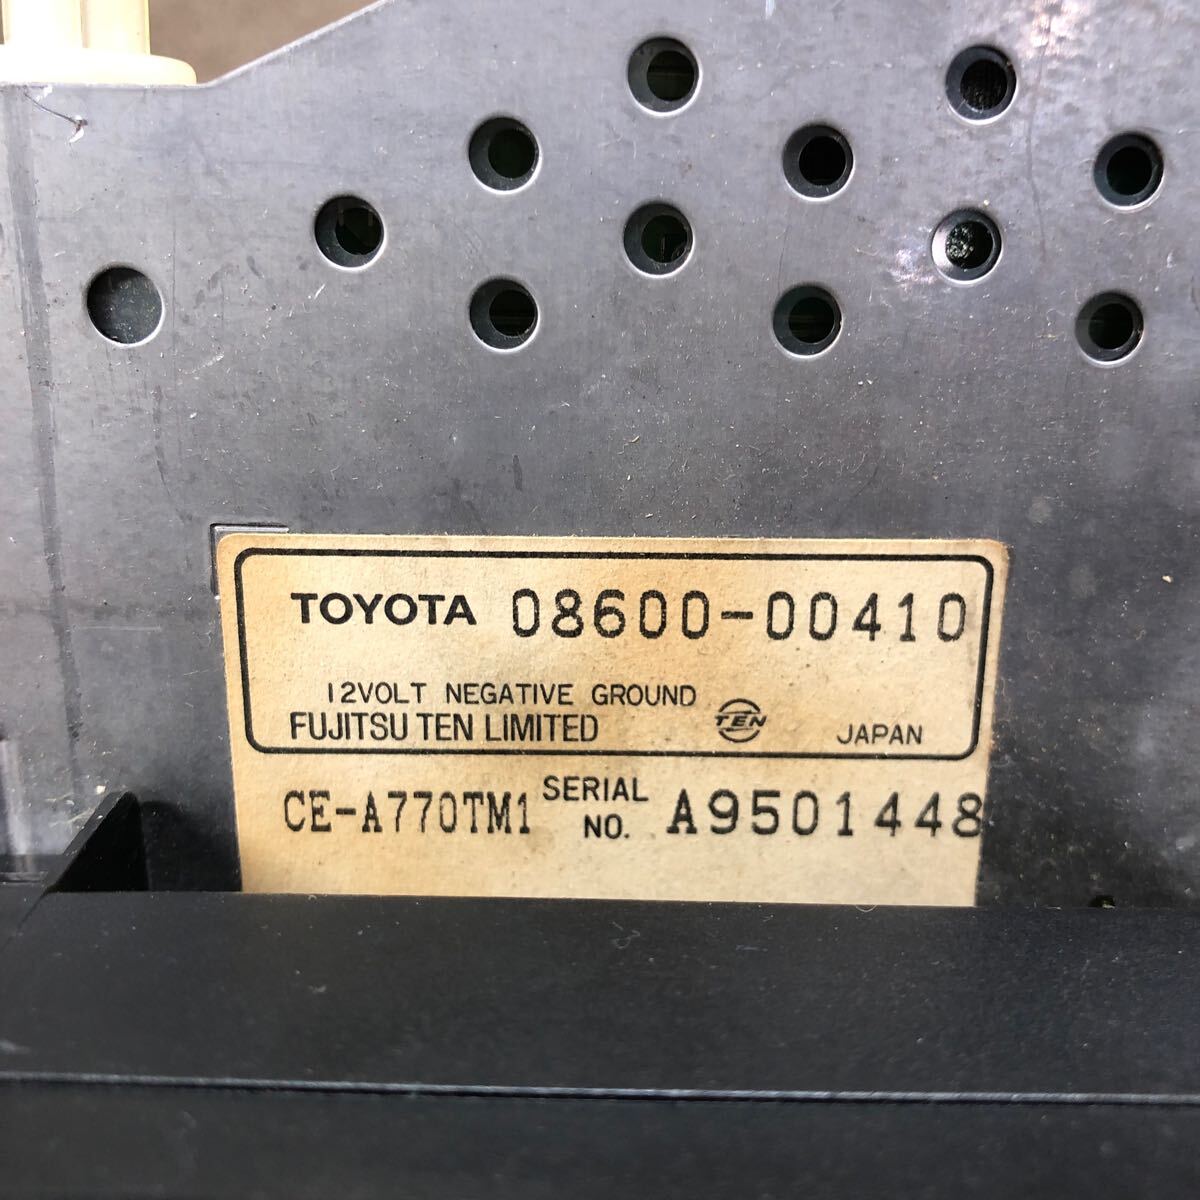 TOYOTA 08600-00410
12VOLT NEGATIVE GROUND
FUJITSU TEN LIMITED TEN JAPAN
CE-A770TM1 SERIAL NO. A9501448